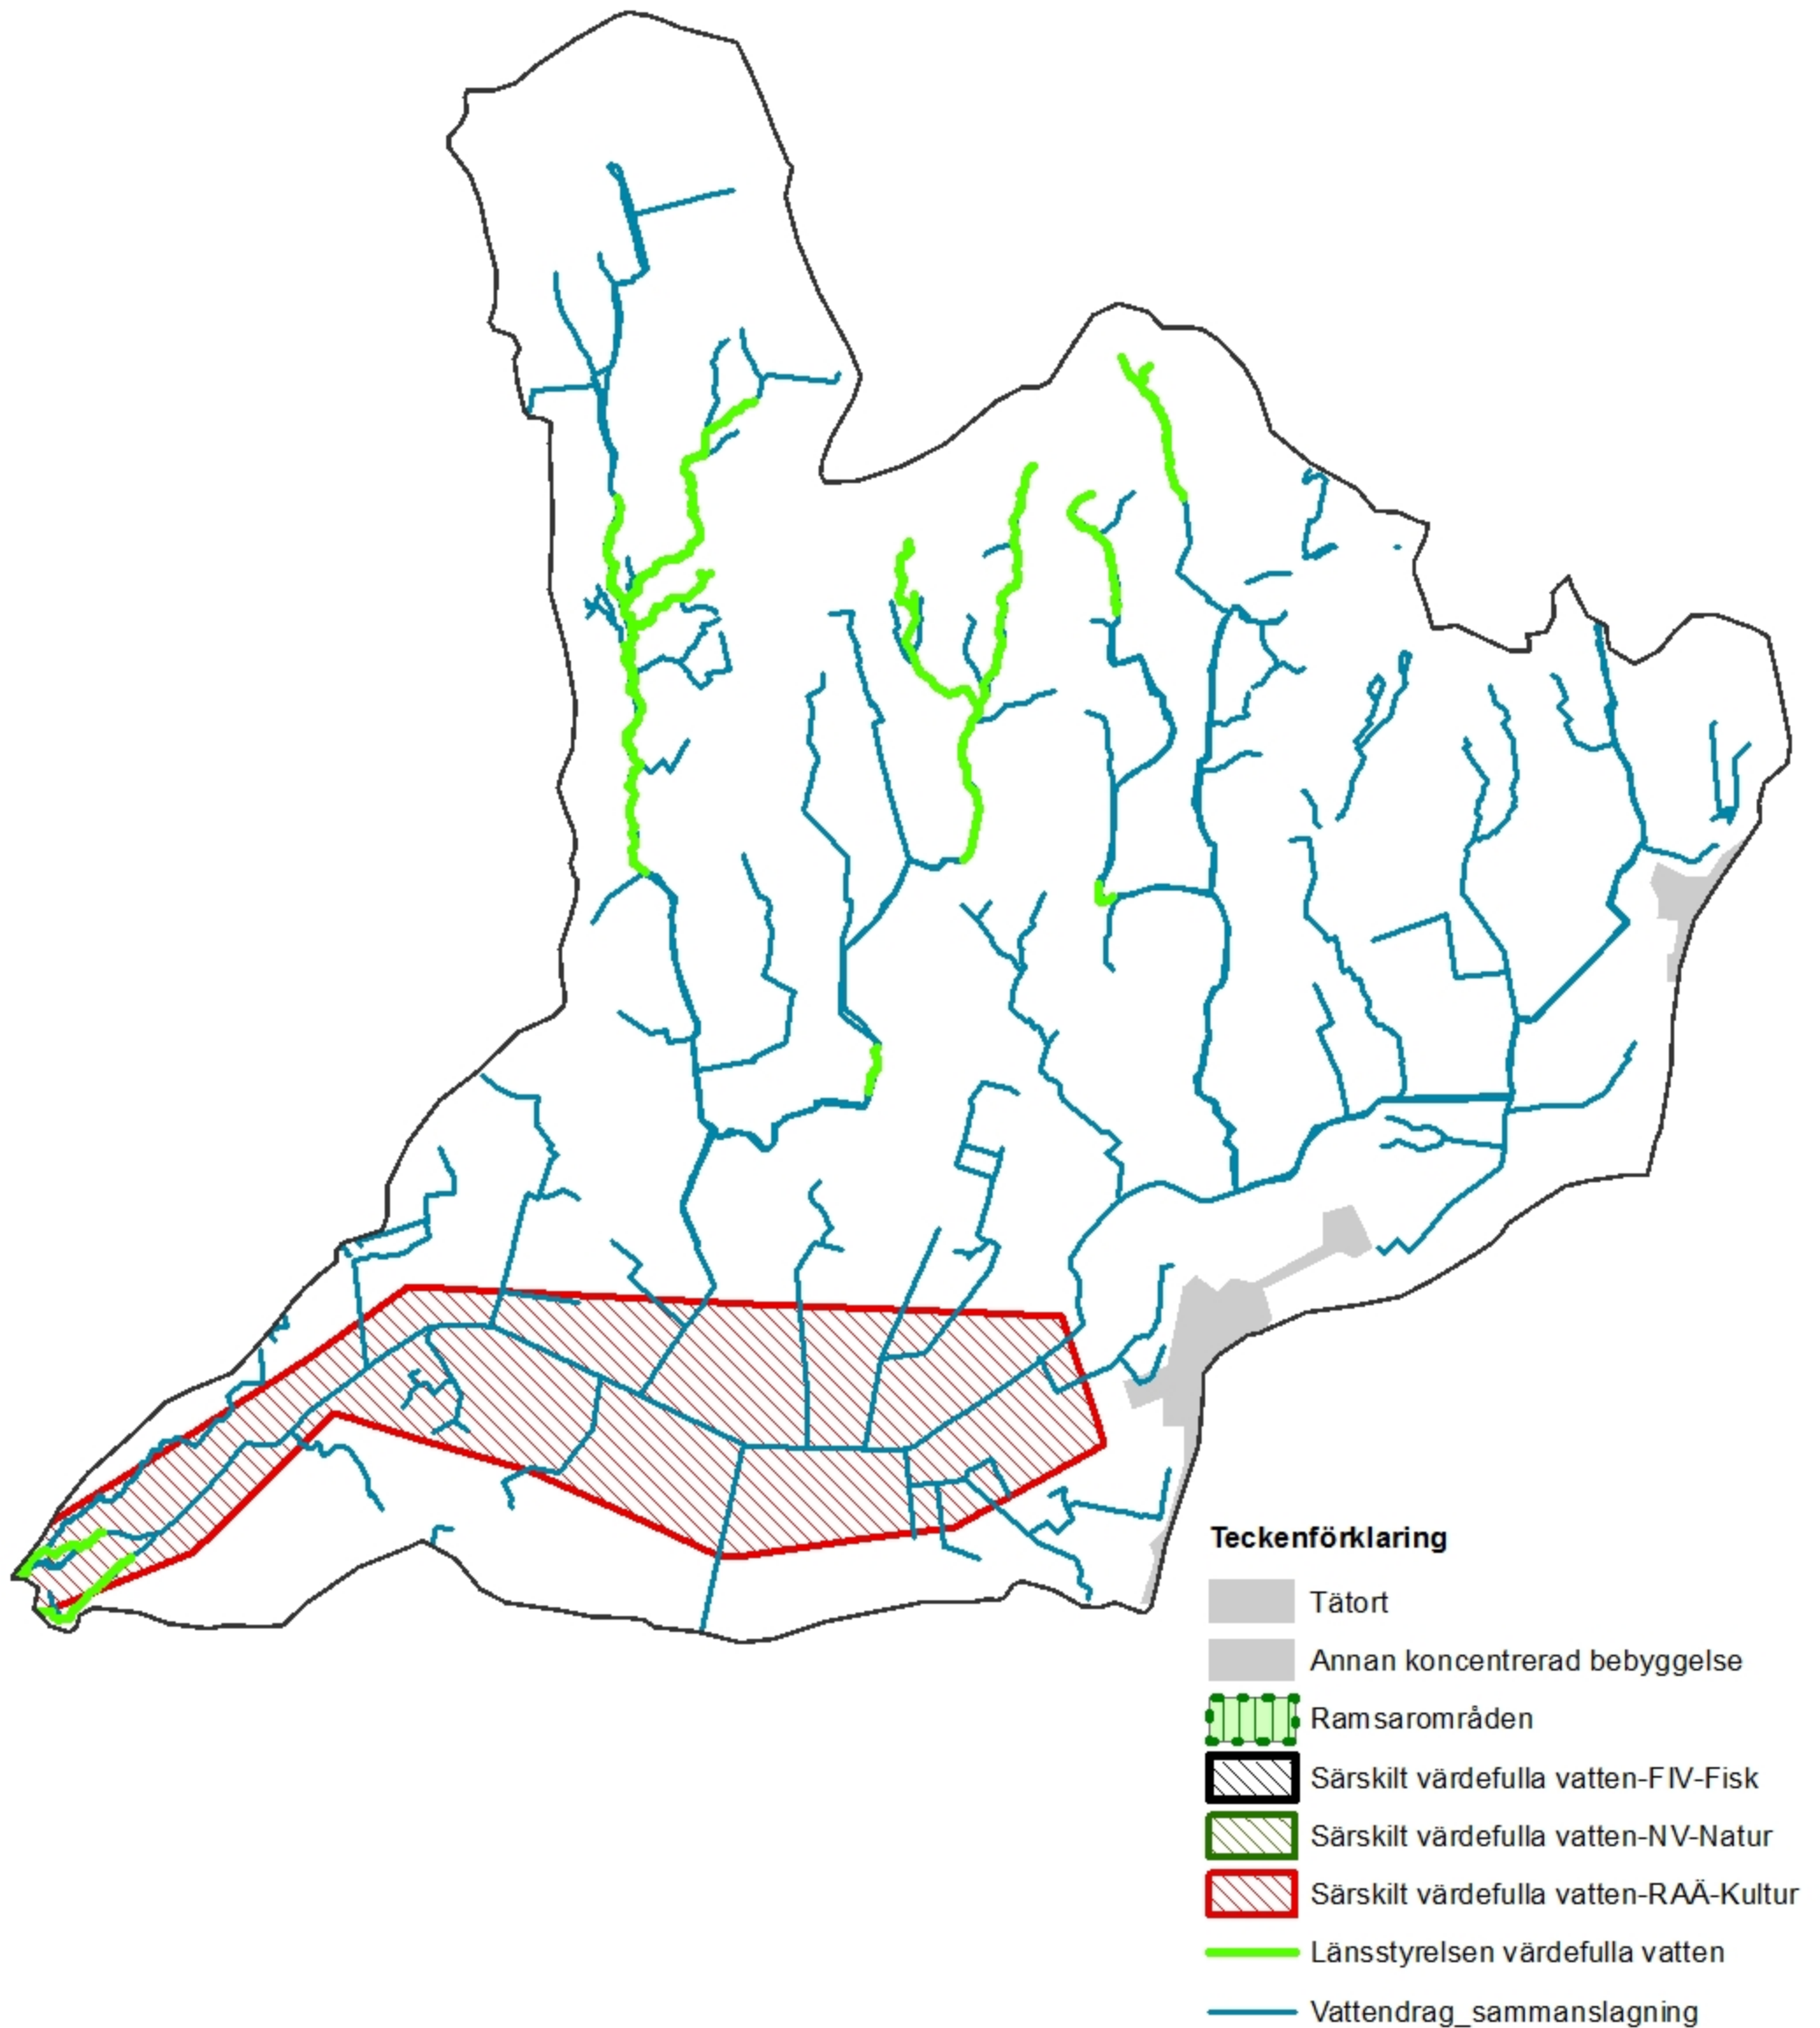 Teckenförklaring
Tätort
Annan koncentrerad bebyggelse
Ramsarområden
Särskilt värdefulla vatten-FIV-Fisk
Särskilt värdefulla vatten-NV-Natur
Särskilt värdefulla vatten-RAÄ-Kultur
Länsstyrelsen värdefulla vatten
Vattendrag_sammanslagning